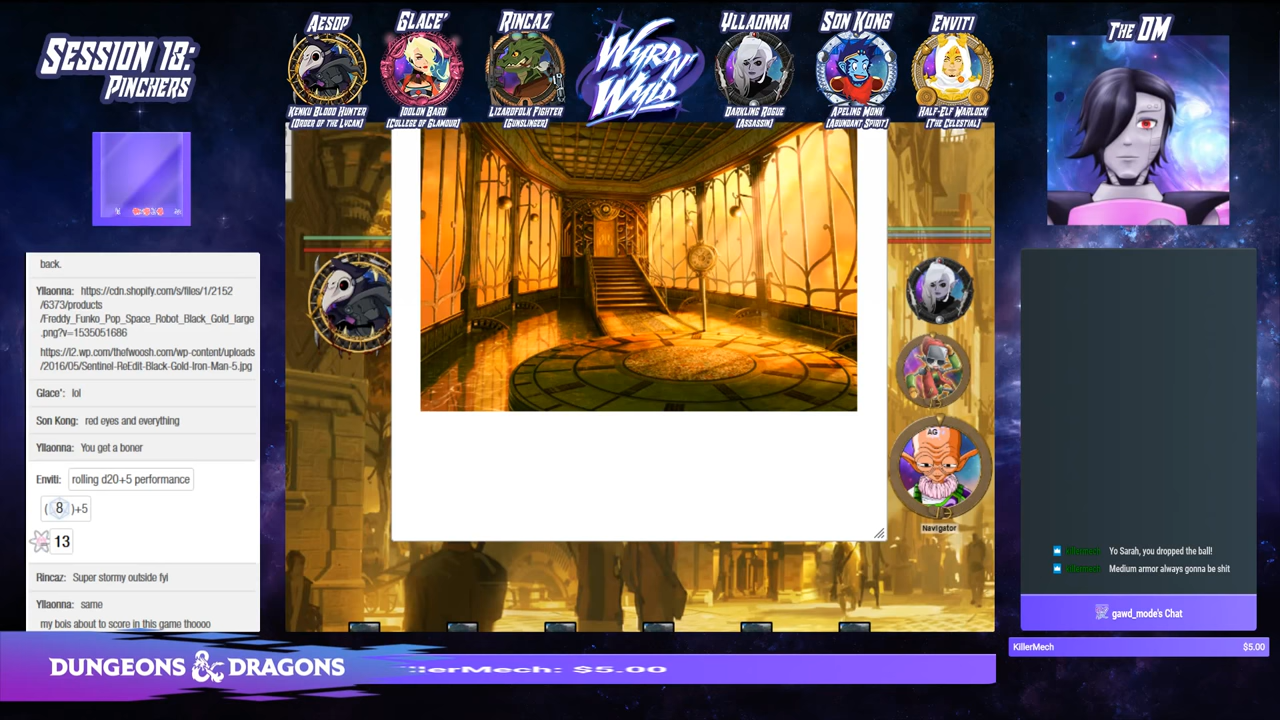 SESSION 18:
PINCHERS
AESOP
KENKU BLOOD HUNTER
[ORDER OF THE LYCAN]
GLACE'
IDOLON BARD
[COLLEGE OF GLAMOUR]
RINCAZ
LIZARDFOLK FIGHTER
[GUNSLINGER]
WYRD N'
WYLD
YLLAONNA
DARKLING ROGUE
[ASSASSIN]
SON KONG
APELING MONK
[ABUNDANT SPIRIT]
ENVITI
HALF-ELF WARLOCK
[THE CELESTIAL]
THE DM
back.
Yllaonna: https://cdn.shopify.com/s/files/1/2152
/6373/products
/Freddy_Funko_Pop_Space_Robot_Black_Gold_large
.png?v=1535051686
https://i2.wp.com/thefwoosh.com/wp-content/uploads
/2016/05/Sentinel-ReEdit-Black-Gold-Iron-Man-5.jpg
Glace': lol
Son Kong: red eyes and everything
Yllaonna: You get a boner
Enviti: rolling d20+5 performance
(8)+5
13
Rincaz: Super stormy outside fyi
Yllaonna: same
my bois about to score in this game thoooo
AG
13
Navigator
Killermech: Yo Sarah, you dropped the ball!
Killermech: Medium armor always gonna be shit
gawd_mode's Chat
KillerMech $5.00
DUNGEONS & DRAGONS
illerMech: $5.00